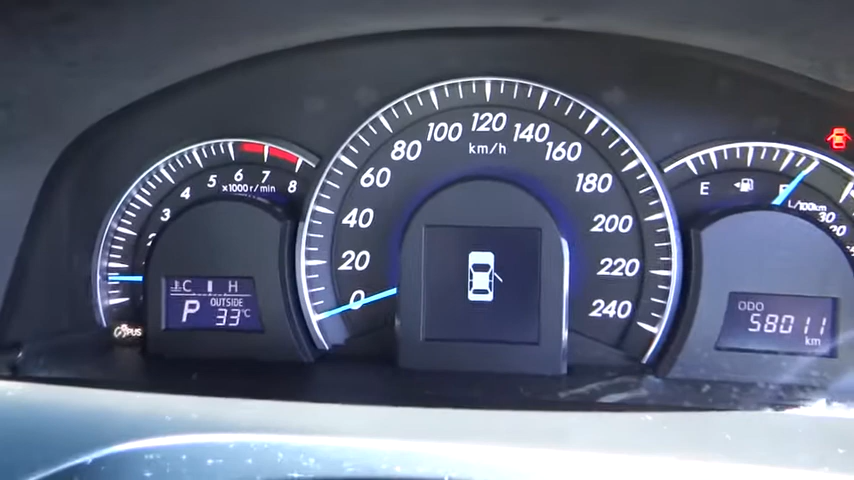 1 2 3 4 5 6 7 8
x1000r/min
C H
OUTSIDE
P 33°C
0 20 40 60 80 100 120 140 160 180 200 220 240
km/h
E F
L/100km
30
20
ODO
58011
km